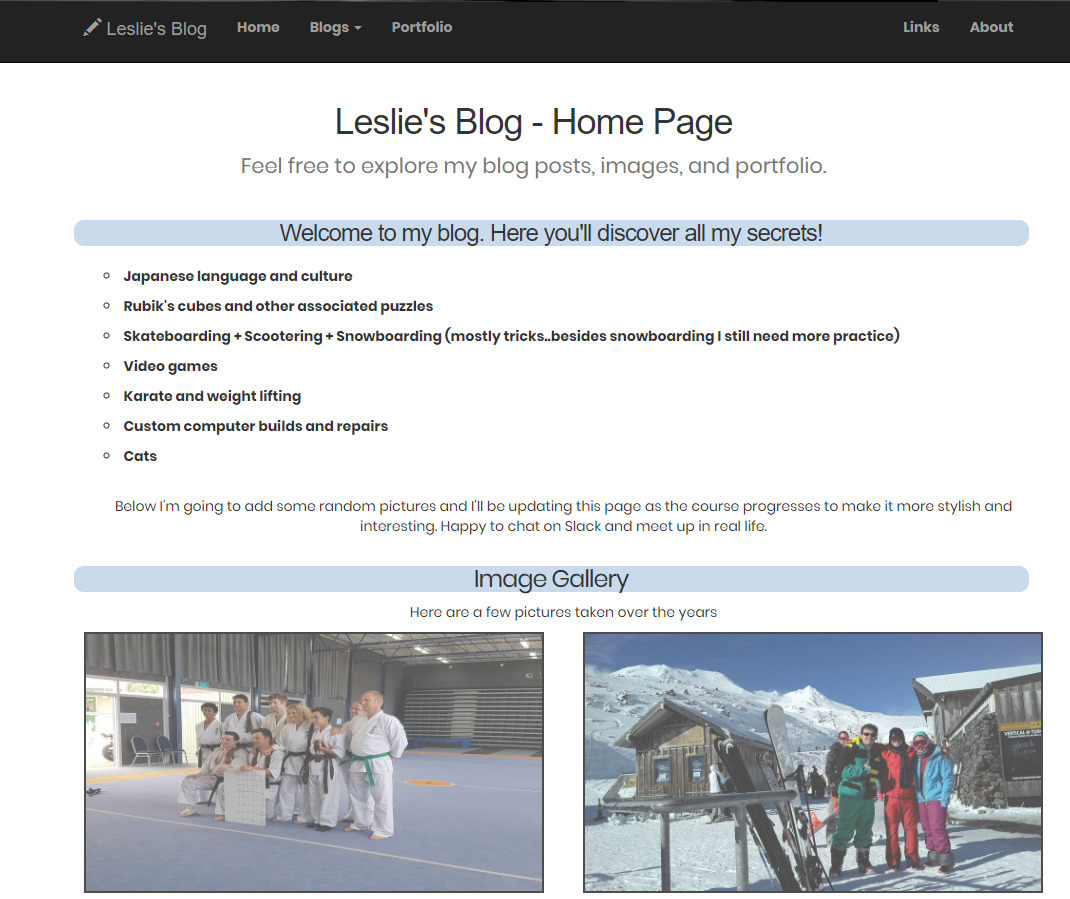 Leslie's Blog Home Blogs Portfolio Links About
Leslie's Blog - Home Page
Feel free to explore my blog posts, images, and portfolio.
Welcome to my blog. Here you'll discover all my secrets!
Japanese language and culture
Rubik's cubes and other associated puzzles
Skateboarding + Scootering + Snowboarding (mostly tricks..besides snowboarding I still need more practice)
Video games
Karate and weight lifting
Custom computer builds and repairs
Cats
Below I'm going to add some random pictures and I'll be updating this page as the course progresses to make it more stylish and
interesting. Happy to chat on Slack and meet up in real life.
Image Gallery
Here are a few pictures taken over the years